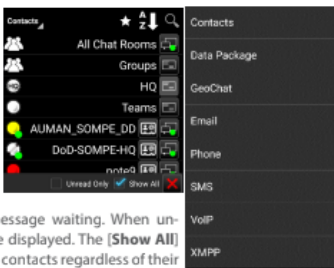 Contacts
All Chat Rooms
Groups
HQ
Teams
AUMAN_SOMPE_DD
DoD-SOMPE-HQ
note9
Unread Only Show All
essage waiting. When un-
e displayed. The [Show All]
contacts regardless of their
Contacts
Data Package
GeoChat
Email
Phone
SMS
VoIP
XMPP